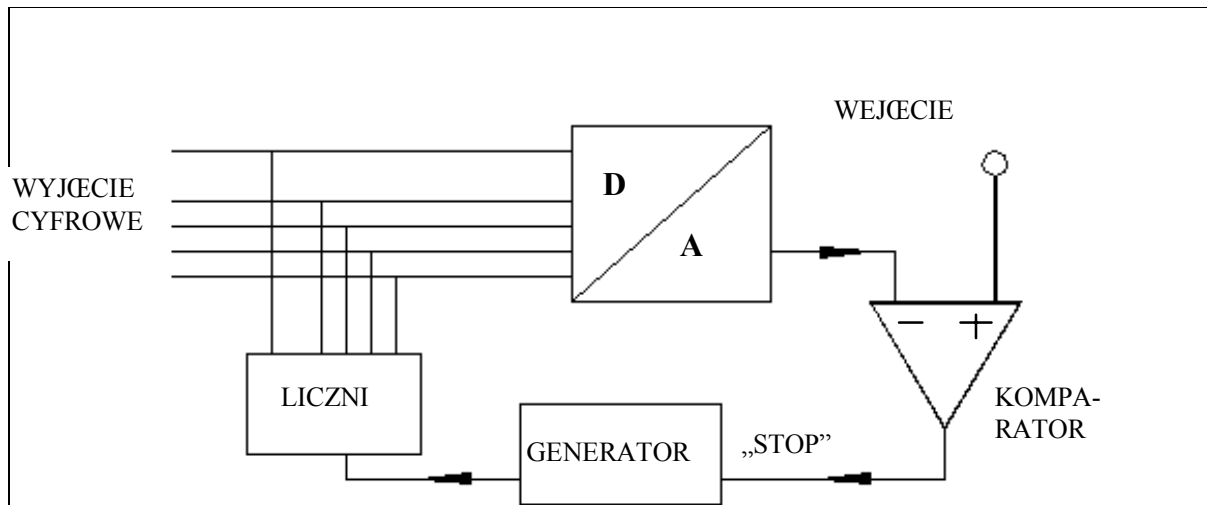 WEJŒCIE
D
WYJŒCIE
CYFROWE
A
− +
LICZNI
KOMPA-
RATOR
GENERATOR
„STOP”